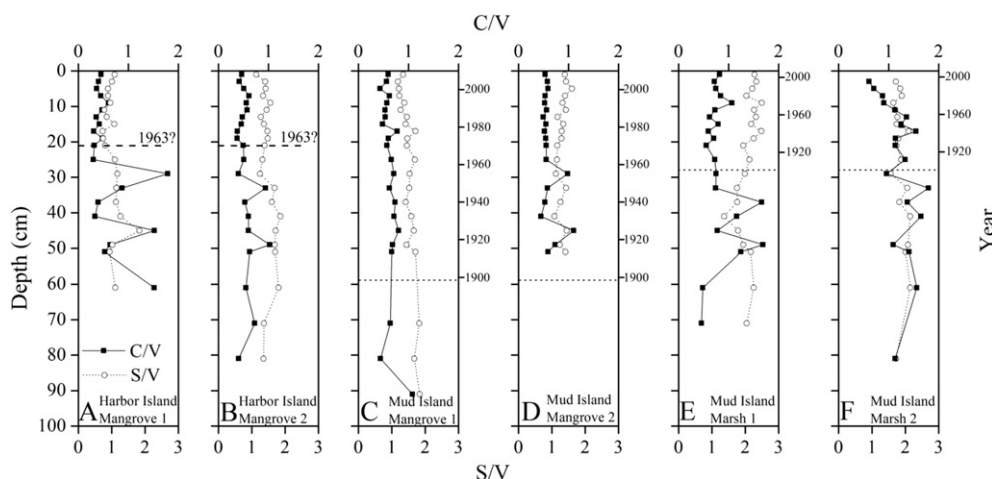 C/V
0 1 2 0 1 2 0 1 2 0 1 2 0 1 2 0 1 2
0
10
20
30
40
50
60
70
80
90
100
Depth (cm)
1963?
1963?
2000
1980
1960
1940
1920
1900
2000
1980
1960
1940
1920
1900
2000
1960
1920
2000
1960
1920
Year
C/V
S/V
A Harbor Island
Mangrove 1
B Harbor Island
Mangrove 2
C Mud Island
Mangrove 1
D Mud Island
Mangrove 2
E Mud Island
Marsh 1
F Mud Island
Marsh 2
0 1 2 3 0 1 2 3 0 1 2 3 0 1 2 3 0 1 2 3 0 1 2 3
S/V